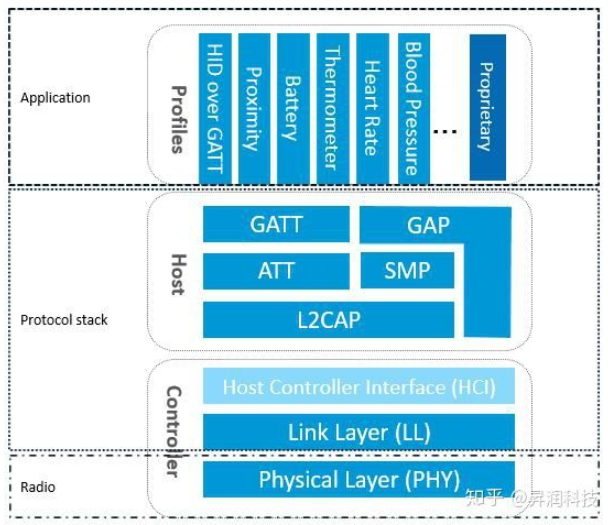 Application
Profiles
HID over GATT
Proximity
Battery
Thermometer
Heart Rate
Blood Pressure
...
Proprietary
Protocol stack
Host
GATT
GAP
ATT
SMP
L2CAP
Controller
Host Controller Interface (HCI)
Link Layer (LL)
Radio
Physical Layer (PHY)
知乎 @昇润科技